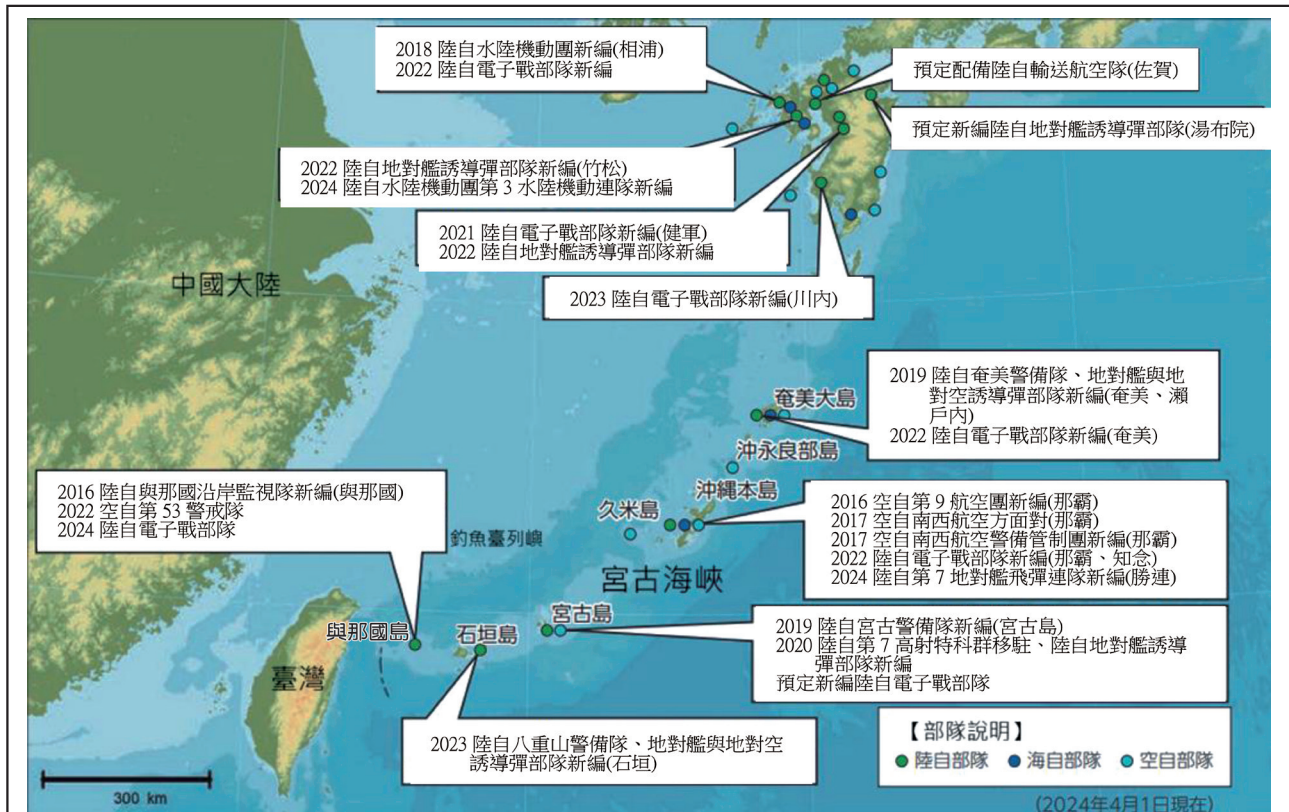 2018 陸自水陸機動團新編(相浦)
2022 陸自電子戰部隊新編
預定配備陸自輸送航空隊(佐賀)
預定新編陸自地對艦誘導彈部隊(湯布院)
2022 陸自地對艦誘導彈部隊新編(竹松)
2024 陸自水陸機動團第 3 水陸機動連隊新編
2021 陸自電子戰部隊新編(健軍)
2022 陸自地對艦誘導彈部隊新編
中國大陸
2023 陸自電子戰部隊新編(川內)
2019 陸自奄美警備隊、地對艦與地
對空誘導彈部隊新編(奄美、瀨
戶內)
2022 陸自電子戰部隊新編(奄美)
奄美大島
沖永良部島
沖縄本島
久米島
2016 陸自與那國沿岸監視隊新編(與那國)
2022 空自第 53 警戒隊
2024 陸自電子戰部隊
釣魚臺列嶼
2016 空自第 9 航空團新編(那霸)
2017 空自南西航空方面對(那霸)
2017 空自南西航空警備管制團新編(那霸)
2022 陸自電子戰部隊新編(那霸、知念)
2024 陸自第 7 地對艦飛彈連隊新編(勝連)
宮古海峽
宮古島
與那國島
石垣島
臺灣
2019 陸自宮古警備隊新編(宮古島)
2020 陸自第 7 高射特科群移駐、陸自地對艦誘導
彈部隊新編
預定新編陸自電子戰部隊
2023 陸自八重山警備隊、地對艦與地對空
誘導彈部隊新編(石垣)
【部隊說明】
陸自部隊 海自部隊 空自部隊
300 km
(2024年4月1日現在)